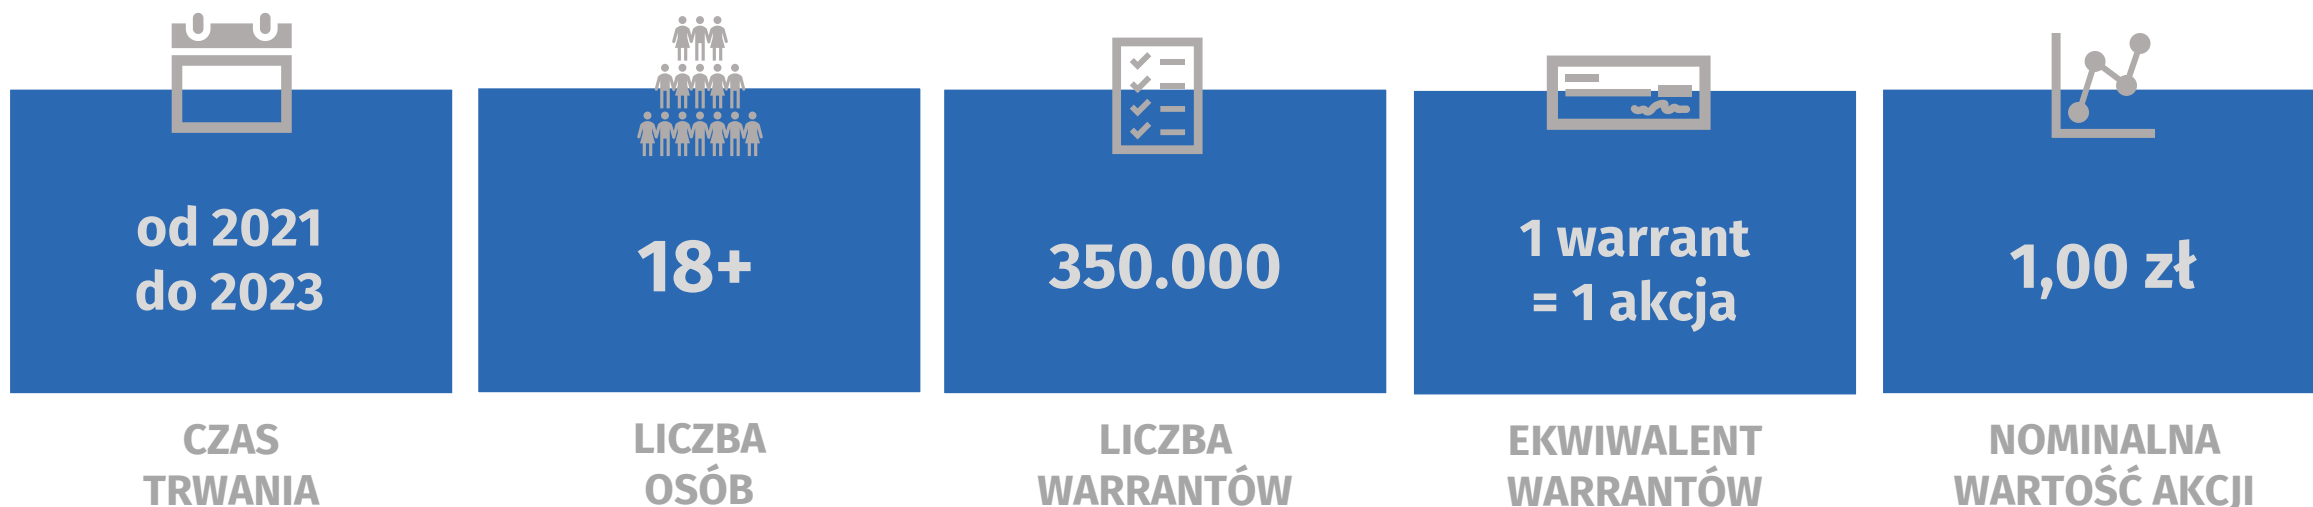 od 2021
do 2023
CZAS
TRWANIA
18+
LICZBA
OSÓB
350.000
LICZBA
WARRANTÓW
1 warrant
= 1 akcja
EKWIWALENT
WARRANTÓW
1,00 zł
NOMINALNA
WARTOŚĆ AKCJI